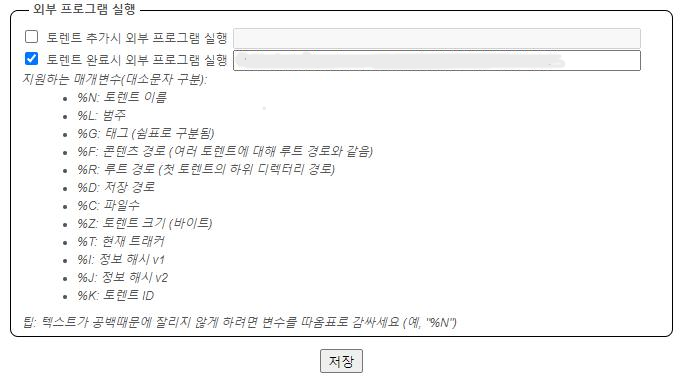 외부 프로그램 실행
토렌트 추가시 외부 프로그램 실행
토렌트 완료시 외부 프로그램 실행
지원하는 매개변수(대소문자 구분):
%N: 토렌트 이름
%L: 범주
%G: 태그 (쉼표로 구분됨)
%F: 콘텐츠 경로 (여러 토렌트에 대해 루트 경로와 같음)
%R: 루트 경로 (첫 토렌트의 하위 디렉터리 경로)
%D: 저장 경로
%C: 파일수
%Z: 토렌트 크기 (바이트)
%T: 현재 트래커
%I: 정보 해시 v1
%J: 정보 해시 v2
%K: 토렌트 ID
팁: 텍스트가 공백때문에 잘리지 않게 하려면 변수를 따옴표로 감싸세요 (예, "%N")
저장